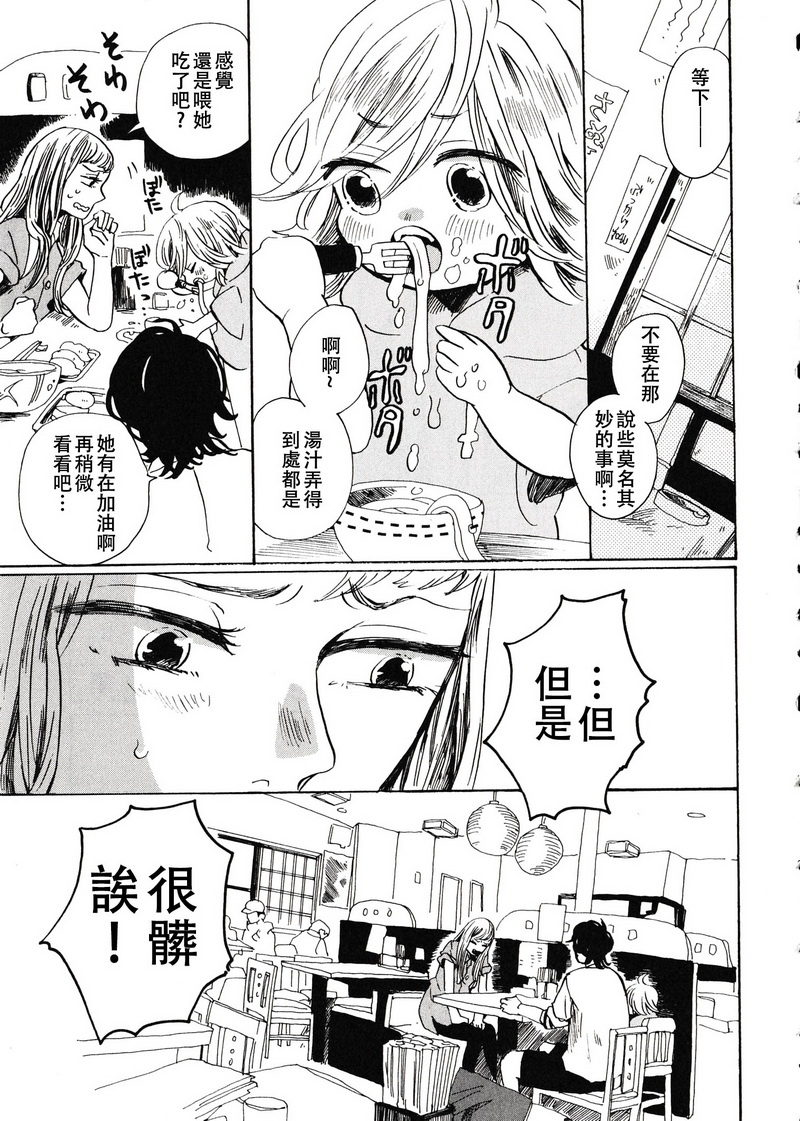 等下——
不要在那
說些莫名其
妙的事啊…
さとぶ
ボタ
ボタ
啊啊~
湯汁弄得
到處都是
感覺
還是喂她
吃了吧?
そわ
そわ
ぼた
ぼたっ
她有在加油啊
再稍微
看看吧…
…但
但是
很髒
誒!